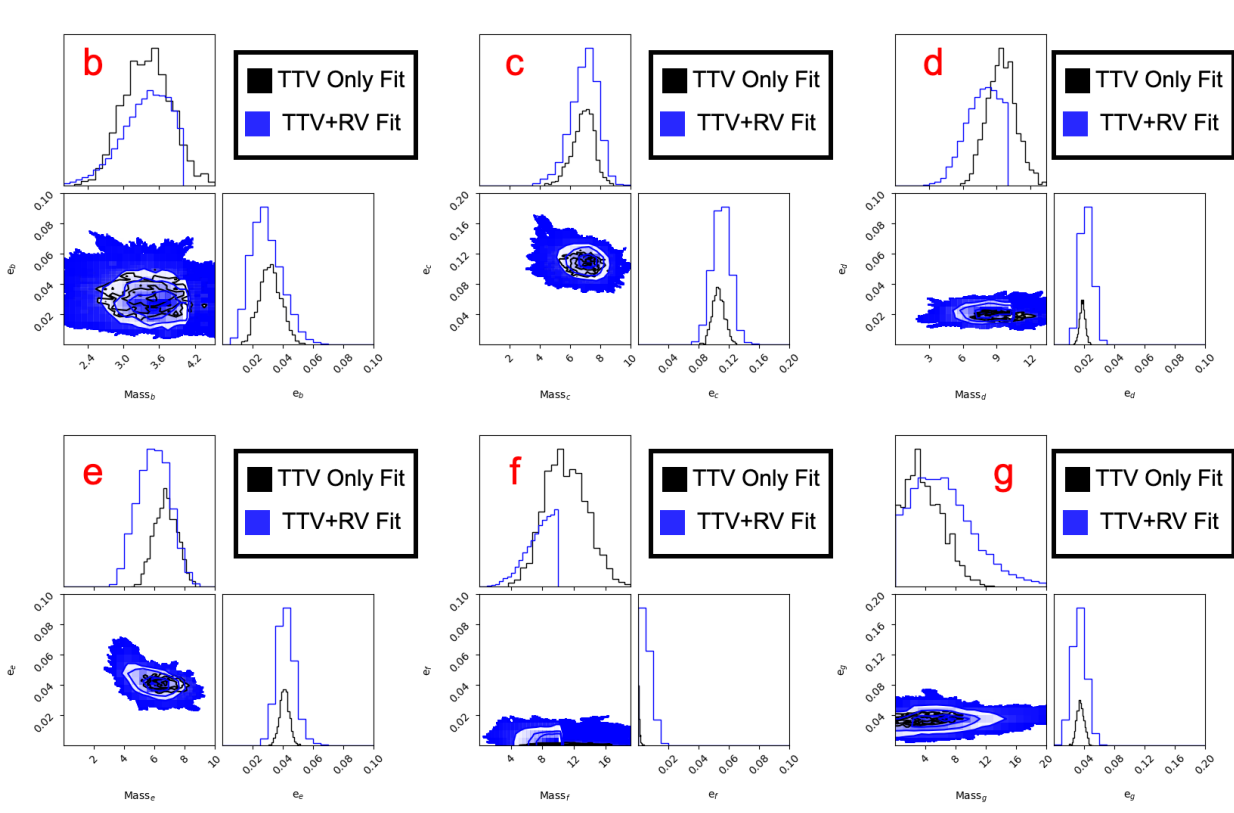 b
TTV Only Fit
TTV+RV Fit
c
TTV Only Fit
TTV+RV Fit
d
TTV Only Fit
TTV+RV Fit
0.10
0.08
0.06
0.04
0.02
e_b
2.4 3.0 3.6 4.2
Mass_b
0.02 0.04 0.06 0.08 0.10
e_b
0.20
0.16
0.12
0.08
0.04
e_c
2 4 6 8 10
Mass_c
0.04 0.08 0.12 0.16 0.20
e_c
0.10
0.08
0.06
0.04
0.02
e_d
3 6 9 12
Mass_d
0.02 0.04 0.06 0.08 0.10
e_d
e
TTV Only Fit
TTV+RV Fit
f
TTV Only Fit
TTV+RV Fit
g
TTV Only Fit
TTV+RV Fit
0.10
0.08
0.06
0.04
0.02
e_e
2 4 6 8 10
Mass_e
0.02 0.04 0.06 0.08 0.10
e_e
0.10
0.08
0.06
0.04
0.02
e_f
4 8 12 16
Mass_f
0.02 0.04 0.06 0.08 0.10
e_f
0.20
0.16
0.12
0.08
0.04
e_g
4 8 12 16 20
Mass_g
0.04 0.08 0.12 0.16 0.20
e_g